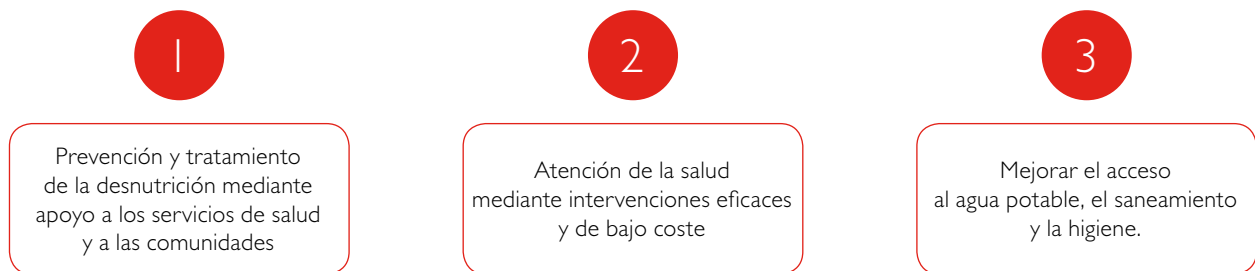 1
Prevención y tratamiento
de la desnutrición mediante
apoyo a los servicios de salud
y a las comunidades
2
Atención de la salud
mediante intervenciones eficaces
y de bajo coste
3
Mejorar el acceso
al agua potable, el saneamiento
y la higiene.